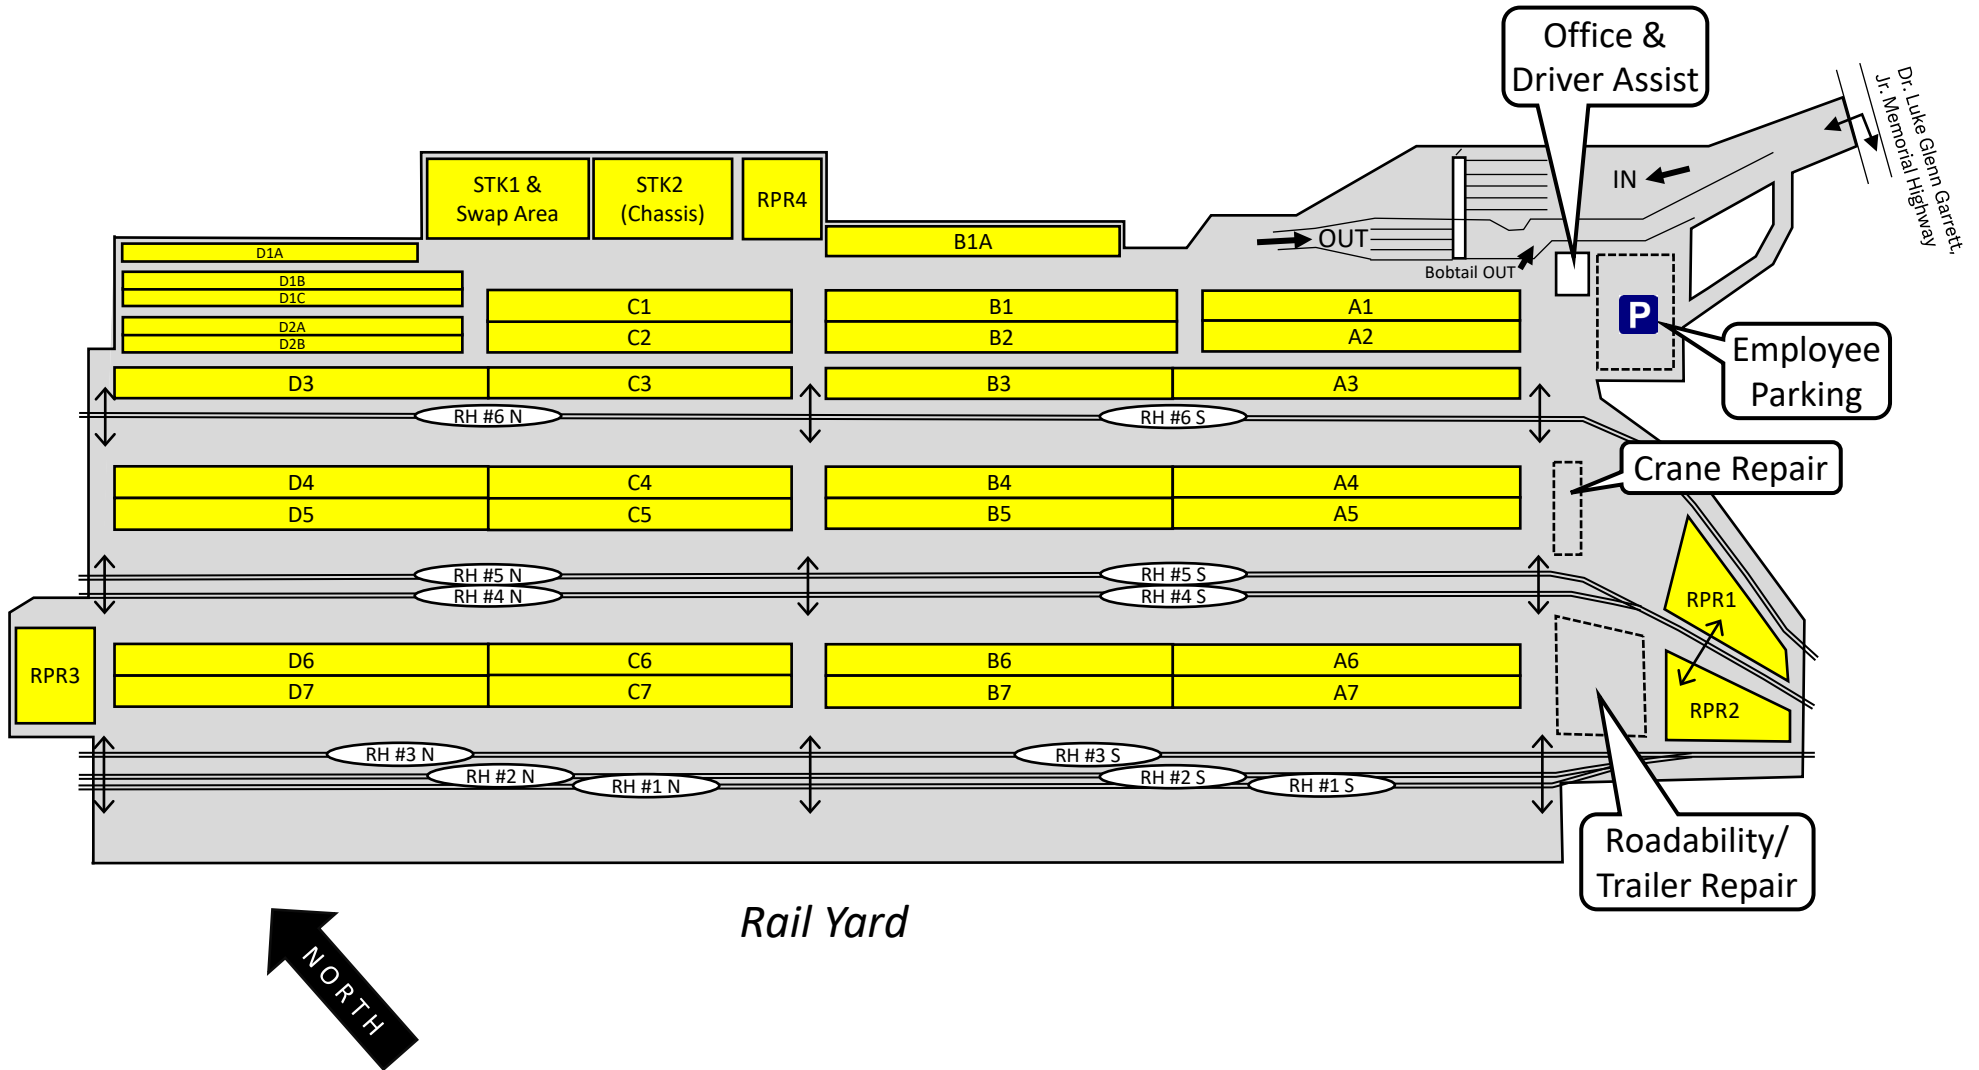 Office &
Driver Assist
Dr. Luke Glenn Garrett,
Jr. Memorial Highway
STK1 &
Swap Area
STK2
(Chassis)
RPR4
IN
OUT
Bobtail OUT
B1A
D1A
D1B
D1C
D2A
D2B
C1
C2
B1
B2
A1
A2
P
Employee
Parking
D3
C3
B3
A3
RH #6 N
RH #6 S
Crane Repair
D4
C4
B4
A4
D5
C5
B5
A5
RH #5 N
RH #5 S
RH #4 N
RH #4 S
RPR1
RPR3
D6
C6
B6
A6
D7
C7
B7
A7
RPR2
RH #3 N
RH #3 S
RH #2 N
RH #2 S
RH #1 N
RH #1 S
Roadability/
Trailer Repair
Rail Yard
NORTH